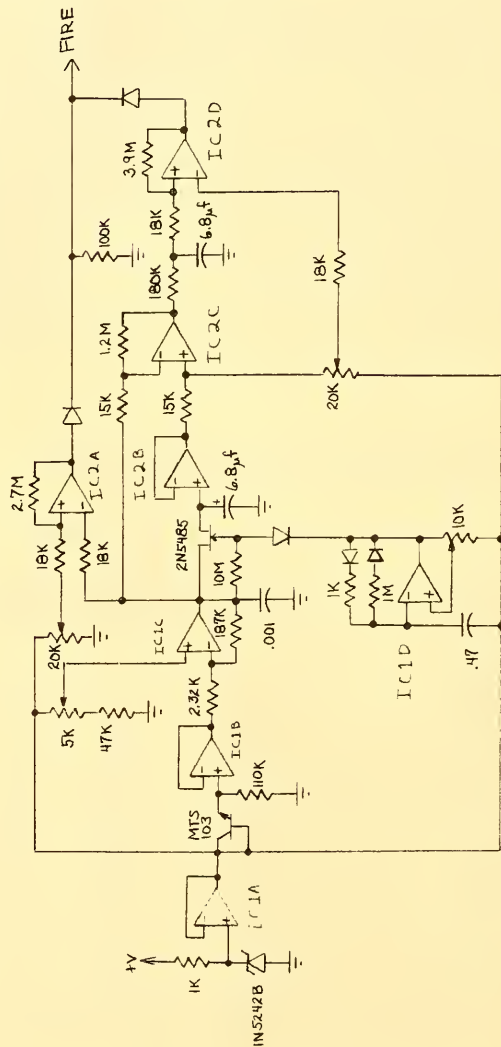 +V
1K
1N5242B
IC1A
MTS
103
110K
IC1B
2.32K
5K
47K
20K
IC1C
187K
.001
10M
2N5485
18K
18K
2.7M
IC2A
6.8µf
IC2B
15K
15K
1.2M
IC2C
180K
6.8µf
18K
3.9M
IC2D
100K
FIRE
18K
20K
1K
1M
IC1D
.47
10K